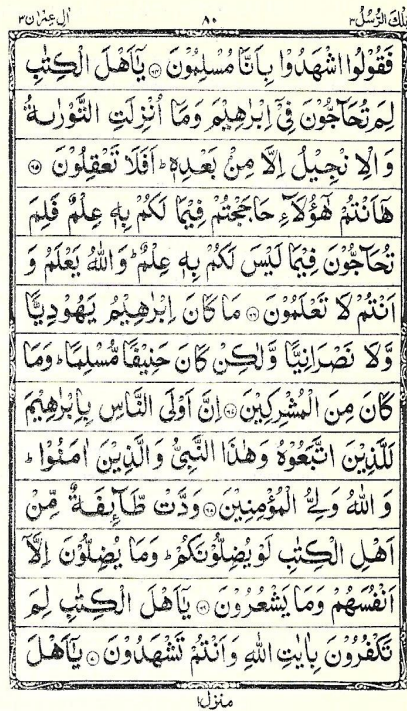 تلك الرسل ٣ ٨٠ اٰل عمران ٣
فَقُوْلُوا اشْهَدُوْا بِاَنَّا مُسْلِمُوْنَ ﴿٦٤﴾ يٰۤاَهْلَ الْكِتٰبِ
لِمَ تُحَآجُّوْنَ فِيْۤ اِبْرٰهِيْمَ وَمَاۤ اُنْزِلَتِ التَّوْرٰىةُ
وَالْاِنْجِيْلُ اِلَّا مِنْۢ بَعْدِهٖ ؕ اَفَلَا تَعْقِلُوْنَ ﴿٦٥﴾
هٰۤاَنْتُمْ هٰۤؤُلَآءِ حَاجَجْتُمْ فِيْمَا لَكُمْ بِهٖ عِلْمٌ فَلِمَ
تُحَآجُّوْنَ فِيْمَا لَيْسَ لَكُمْ بِهٖ عِلْمٌ ؕ وَاللّٰهُ يَعْلَمُ وَ
اَنْتُمْ لَا تَعْلَمُوْنَ ﴿٦٦﴾ مَا كَانَ اِبْرٰهِيْمُ يَهُوْدِيًّا
وَّلَا نَصْرَانِيًّا وَّلٰكِنْ كَانَ حَنِيْفًا مُّسْلِمًا ؕ وَمَا
كَانَ مِنَ الْمُشْرِكِيْنَ ﴿٦٧﴾ اِنَّ اَوْلَى النَّاسِ بِاِبْرٰهِيْمَ
لَلَّذِيْنَ اتَّبَعُوْهُ وَهٰذَا النَّبِيُّ وَالَّذِيْنَ اٰمَنُوْا ؕ
وَ اللّٰهُ وَلِيُّ الْمُؤْمِنِيْنَ ﴿٦٨﴾ وَدَّتْ طَّآئِفَةٌ مِّنْ
اَهْلِ الْكِتٰبِ لَوْ يُضِلُّوْنَكُمْ ؕ وَمَا يُضِلُّوْنَ اِلَّاۤ
اَنْفُسَهُمْ وَمَا يَشْعُرُوْنَ ﴿٦٩﴾ يٰۤاَهْلَ الْكِتٰبِ لِمَ
تَكْفُرُوْنَ بِاٰيٰتِ اللّٰهِ وَاَنْتُمْ تَشْهَدُوْنَ ﴿٧٠﴾ يٰۤاَهْلَ
منزل ١